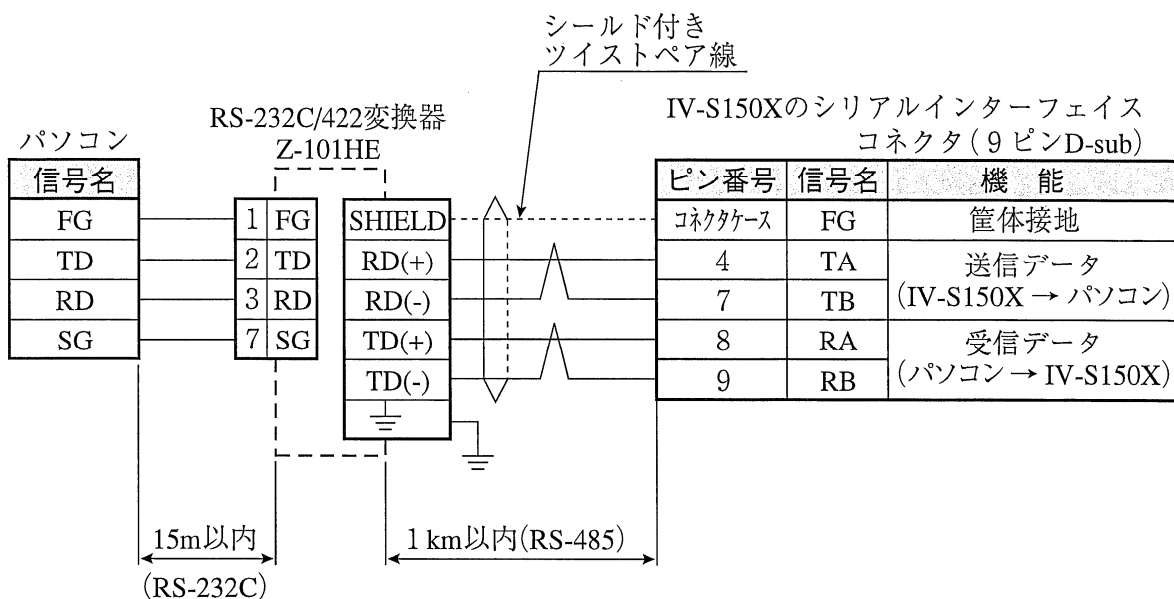 シールド付き
ツイストペア線
RS-232C/422変換器
Z-101HE
IV-S150Xのシリアルインターフェイス
コネクタ(9ピンD-sub)
パソコン
信号名
FG
TD
RD
SG
1 FG
2 TD
3 RD
7 SG
SHIELD
RD(+)
RD(-)
TD(+)
TD(-)
ピン番号 信号名 機能
コネクタケース FG 筐体接地
4 TA 送信データ
7 TB (IV-S150X → パソコン)
8 RA 受信データ
9 RB (パソコン → IV-S150X)
15m以内
(RS-232C)
1km以内(RS-485)